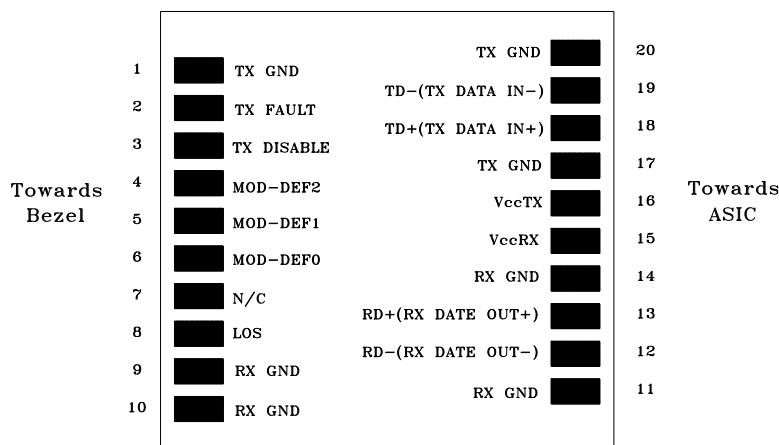 Towards
Bezel
1 TX GND
2 TX FAULT
3 TX DISABLE
4 MOD-DEF2
5 MOD-DEF1
6 MOD-DEF0
7 N/C
8 LOS
9 RX GND
10 RX GND
TX GND 20
TD-(TX DATA IN-) 19
TD+(TX DATA IN+) 18
TX GND 17
VccTX 16
VccRX 15
RX GND 14
RD+(RX DATE OUT+) 13
RD-(RX DATE OUT-) 12
RX GND 11
Towards
ASIC